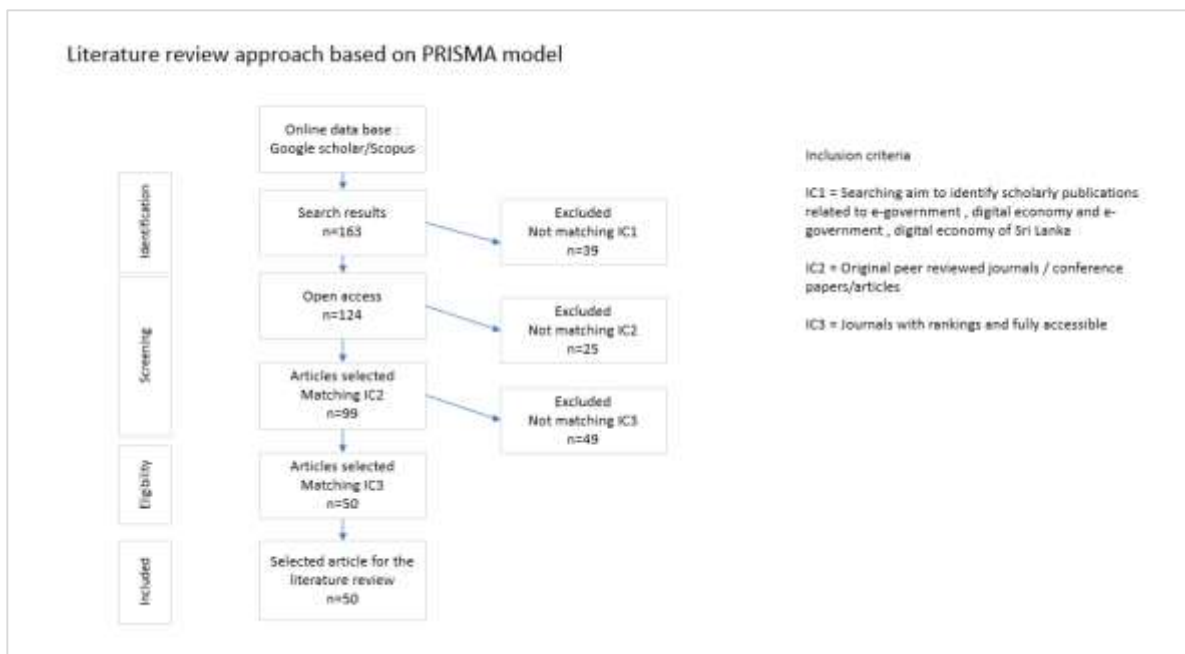 Literature review approach based on PRISMA model
Online data base :
Google scholar/Scopus
Identification
Search results
n=163
Excluded
Not matching IC1
n=39
Screening
Open access
n=124
Excluded
Not matching IC2
n=25
Articles selected
Matching IC2
n=99
Excluded
Not matching IC3
n=49
Eligibility
Articles selected
Matching IC3
n=50
Included
Selected article for the
literature review
n=50
Inclusion criteria
IC1 = Searching aim to identify scholarly publications
related to e-government , digital economy and e-
government , digital economy of Sri Lanka
IC2 = Original peer reviewed journals / conference
papers/articles
IC3 = Journals with rankings and fully accessible